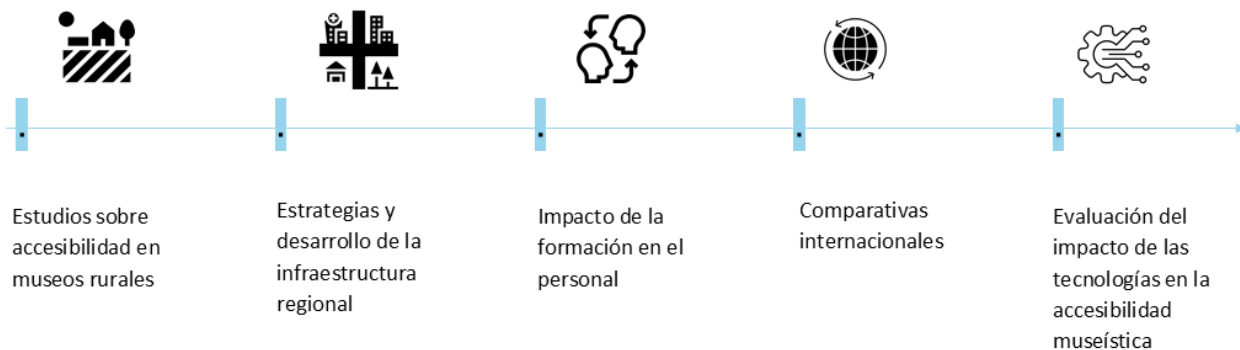 Estudios sobre
accesibilidad en
museos rurales
Estrategias y
desarrollo de la
infraestructura
regional
Impacto de la
formación en el
personal
Comparativas
internacionales
Evaluación del
impacto de las
tecnologías en la
accesibilidad
museística